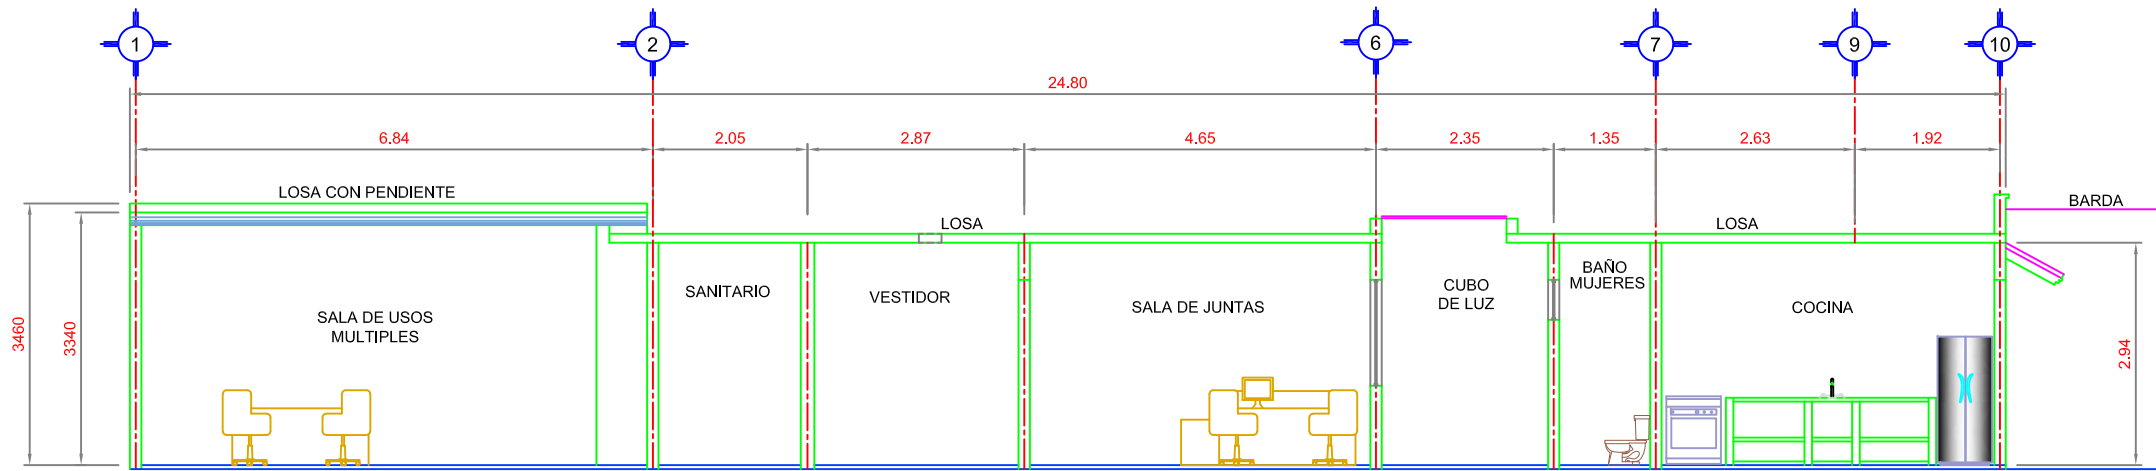 1
2
6
7
9
10
24.80
6.84
2.05
2.87
4.65
2.35
1.35
2.63
1.92
LOSA CON PENDIENTE
LOSA
LOSA
BARDA
SANITARIO
VESTIDOR
SALA DE JUNTAS
CUBO
DE LUZ
BAÑO
MUJERES
COCINA
SALA DE USOS
MULTIPLES
3460
3340
2.94